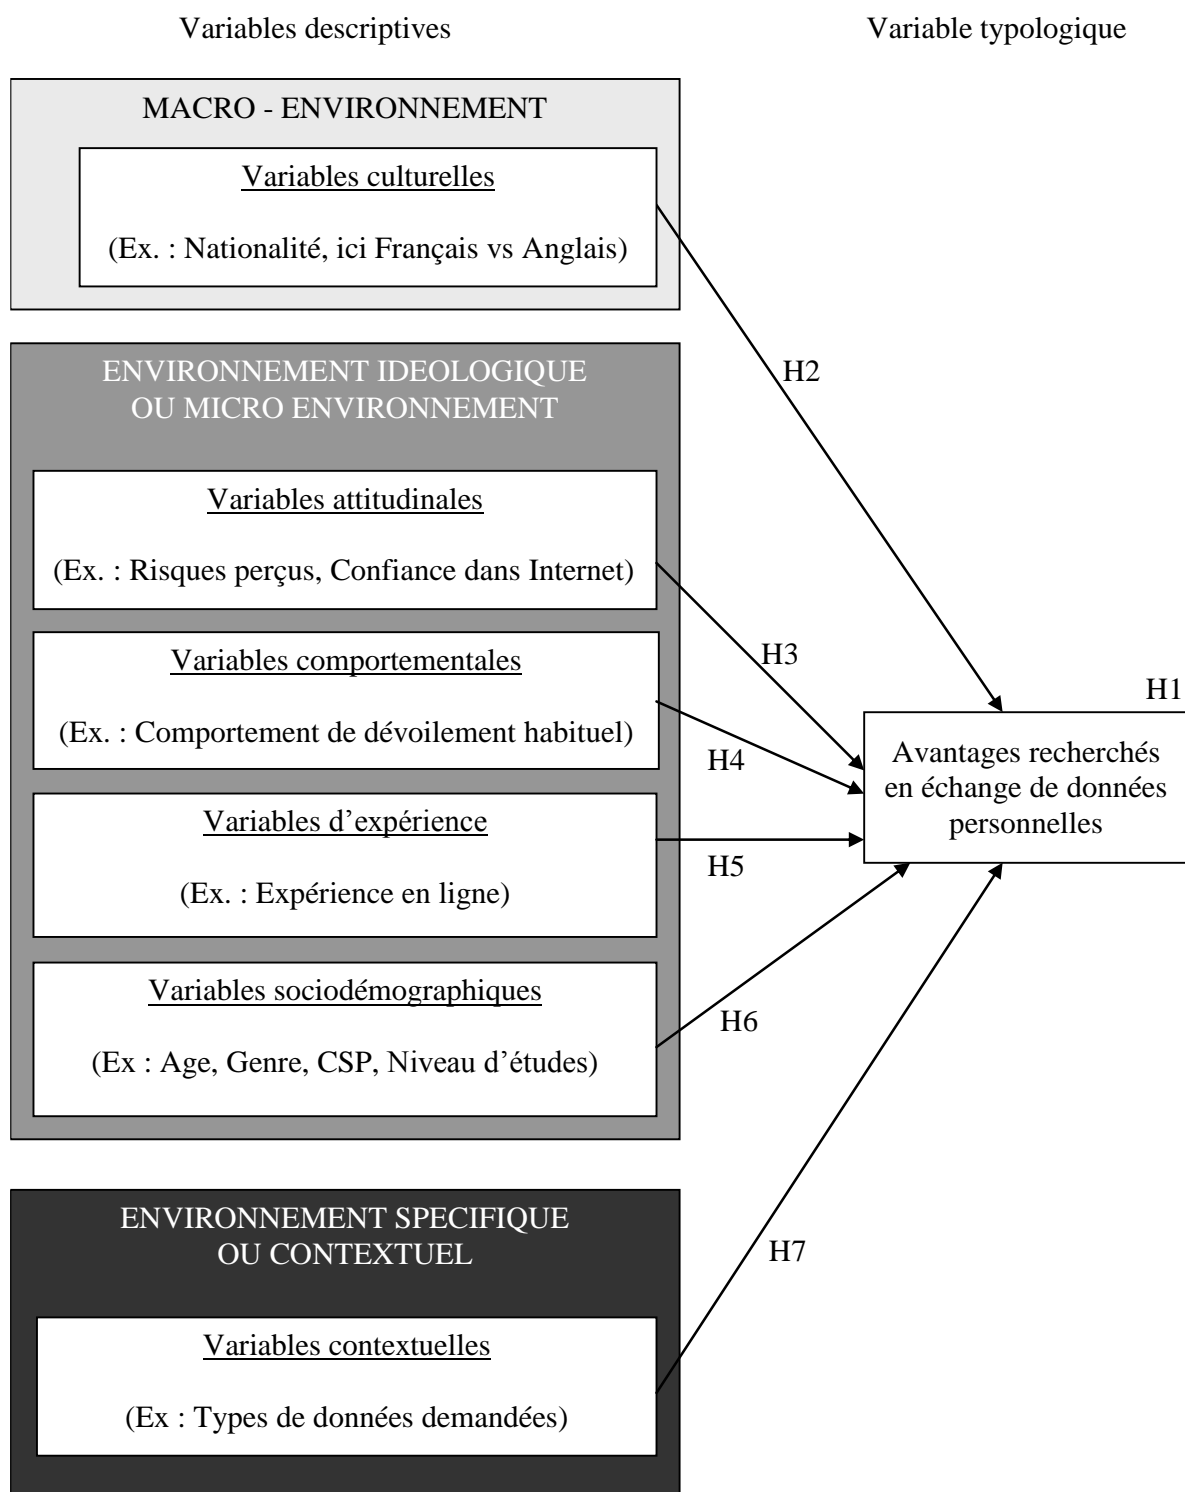 Variables descriptives
Variable typologique
MACRO - ENVIRONNEMENT
Variables culturelles
(Ex. : Nationalité, ici Français vs Anglais)
ENVIRONNEMENT IDEOLOGIQUE
OU MICRO ENVIRONNEMENT
H2
Variables attitudinales
(Ex. : Risques perçus, Confiance dans Internet)
H3
Variables comportementales
(Ex. : Comportement de dévoilement habituel)
H4
H1
Avantages recherchés
en échange de données
personnelles
Variables d’expérience
(Ex. : Expérience en ligne)
H5
Variables sociodémographiques
(Ex : Age, Genre, CSP, Niveau d’études)
H6
ENVIRONNEMENT SPECIFIQUE
OU CONTEXTUEL
H7
Variables contextuelles
(Ex : Types de données demandées)